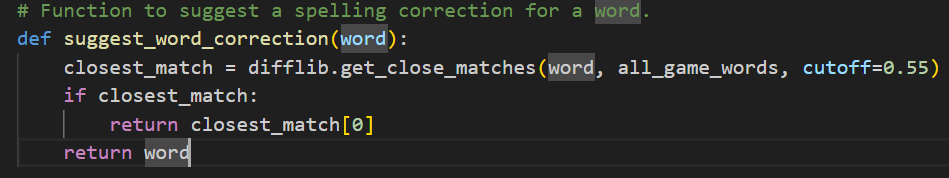 # Function to suggest a spelling correction for a word.
def suggest_word_correction(word):
    closest_match = difflib.get_close_matches(word, all_game_words, cutoff=0.55)
    if closest_match:
        return closest_match[0]
    return word